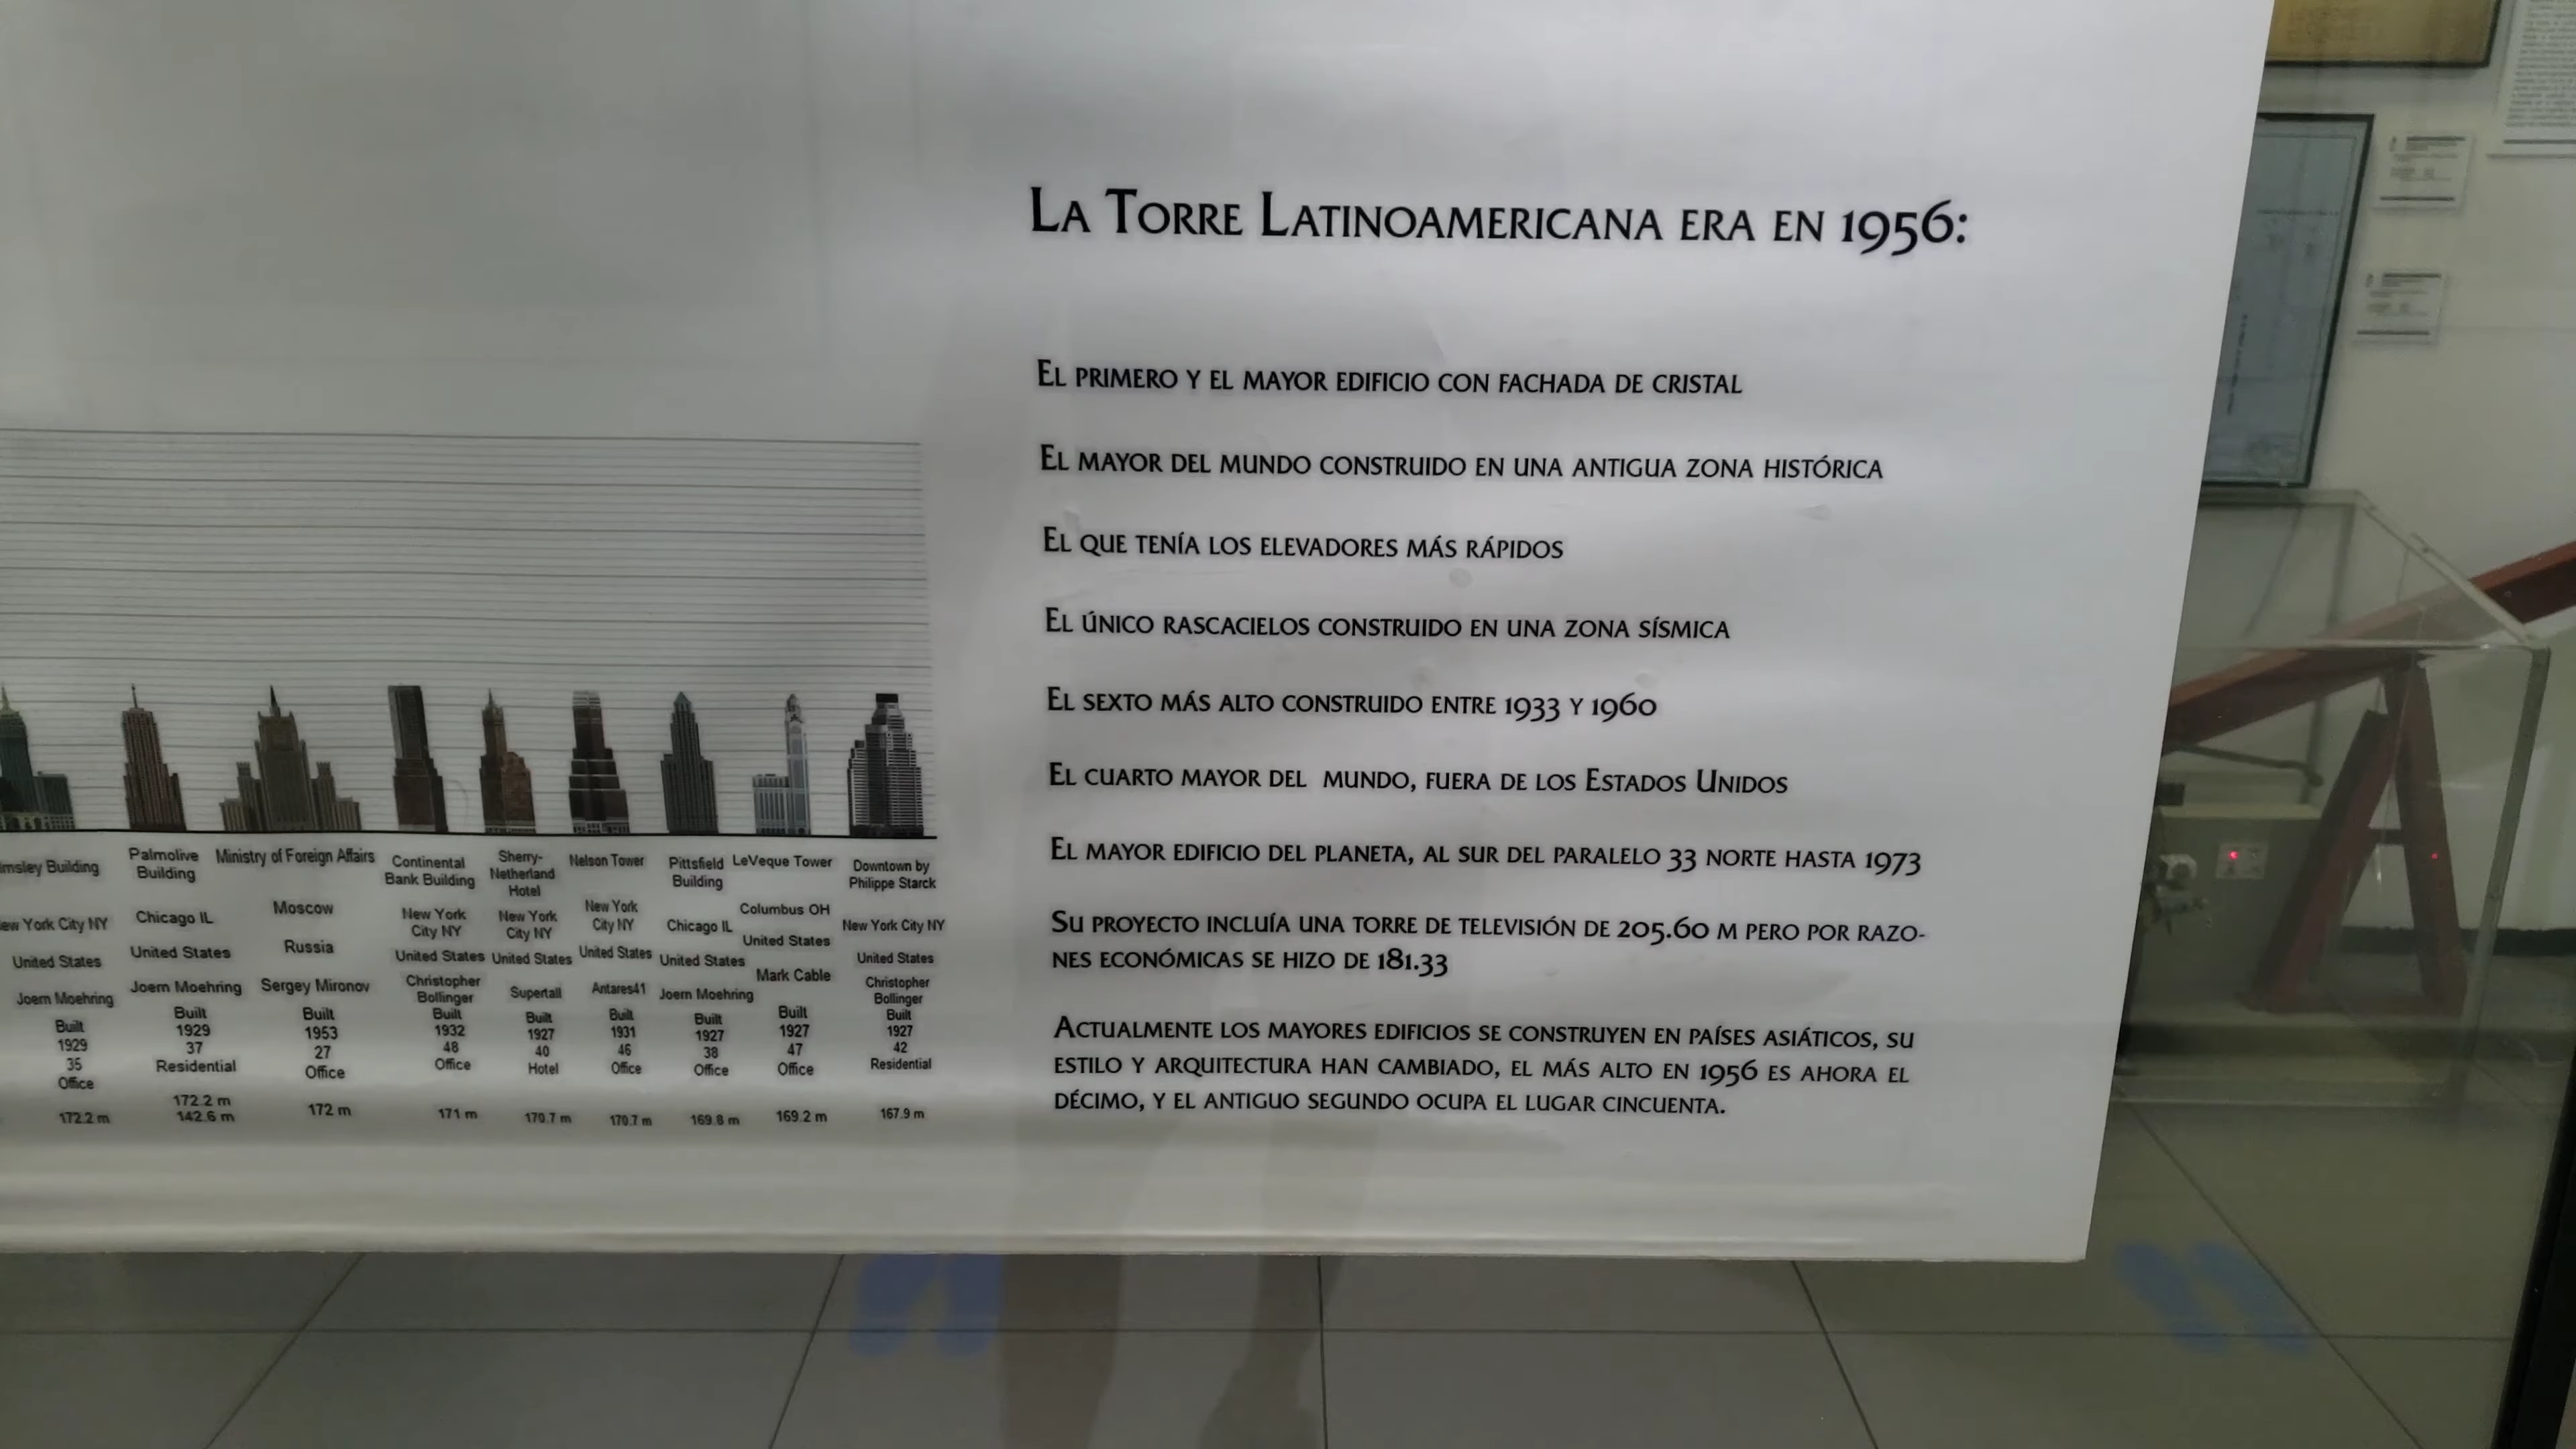 La Torre Latinoamericana era en 1956:
El primero y el mayor edificio con fachada de cristal
El mayor del mundo construido en una antigua zona histórica
El que tenía los elevadores más rápidos
El único rascacielos construido en una zona sísmica
El sexto más alto construido entre 1933 y 1960
El cuarto mayor del mundo, fuera de los Estados Unidos
El mayor edificio del planeta, al sur del paralelo 33 norte hasta 1973
Su proyecto incluía una torre de televisión de 205.60 m pero por razo-
nes económicas se hizo de 181.33
Actualmente los mayores edificios se construyen en países asiáticos, su
estilo y arquitectura han cambiado, el más alto en 1956 es ahora el
décimo, y el antiguo segundo ocupa el lugar cincuenta.
msley Building
ew York City NY
United States
Joern Moehring
Built
1929
35
Office
172.2 m
Palmolive
Building
Chicago IL
United States
Joern Moehring
Built
1929
37
Residential
172.2 m
142.6 m
Ministry of Foreign Affairs
Moscow
Russia
Sergey Mironov
Built
1953
27
Office
172 m
Continental
Bank Building
New York
City NY
United States
Christopher
Bollinger
Built
1932
48
Office
171 m
Sherry-
Netherland
Hotel
New York
City NY
United States
Supertall
Built
1927
40
Hotel
170.7 m
Nelson Tower
New York
City NY
United States
Antares41
Built
1931
46
Office
170.7 m
Pittsfield
Building
Chicago IL
United States
Joern Moehring
Built
1927
38
Office
169.8 m
LeVeque Tower
Columbus OH
United States
Mark Cable
Built
1927
47
Office
169.2 m
Downtown by
Philippe Starck
New York City NY
United States
Christopher
Bollinger
Built
1927
42
Residential
167.9 m